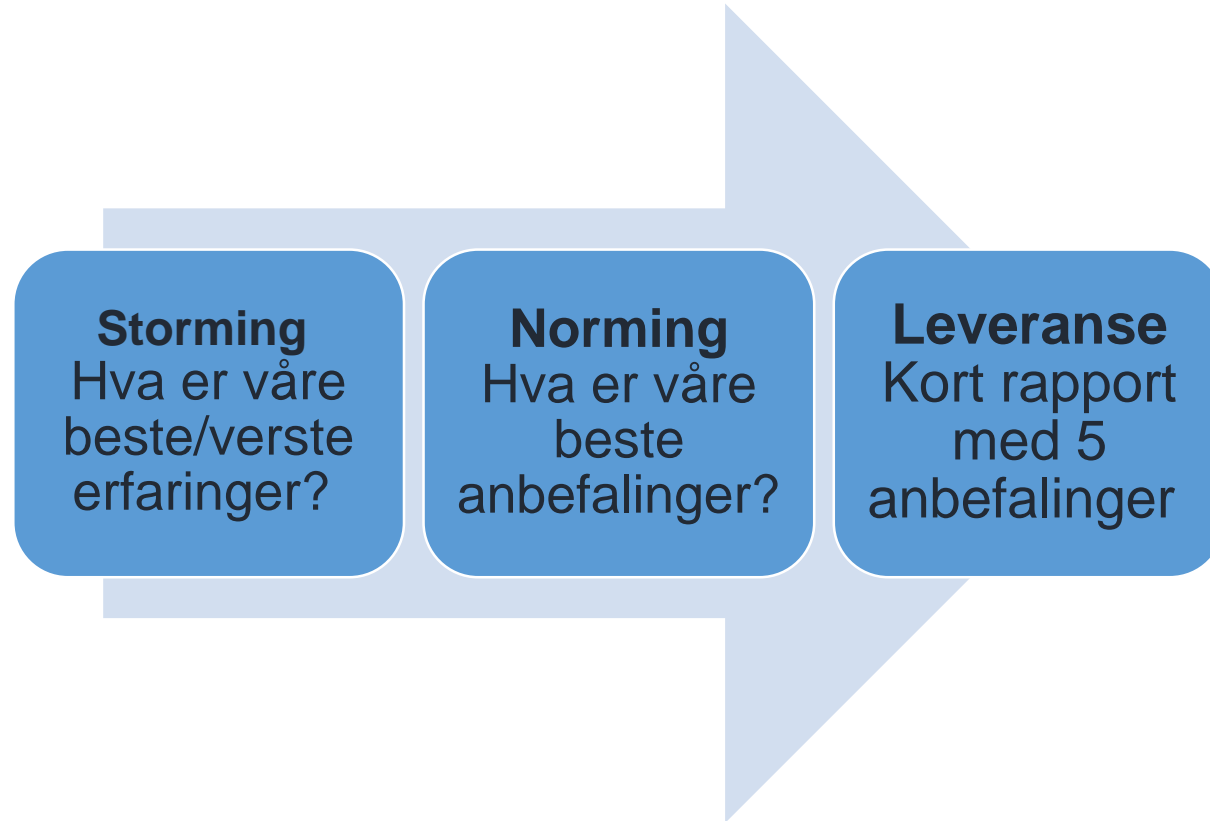 Storming
Hva er våre
beste/verste
erfaringer?
Norming
Hva er våre
beste
anbefalinger?
Leveranse
Kort rapport
med 5
anbefalinger